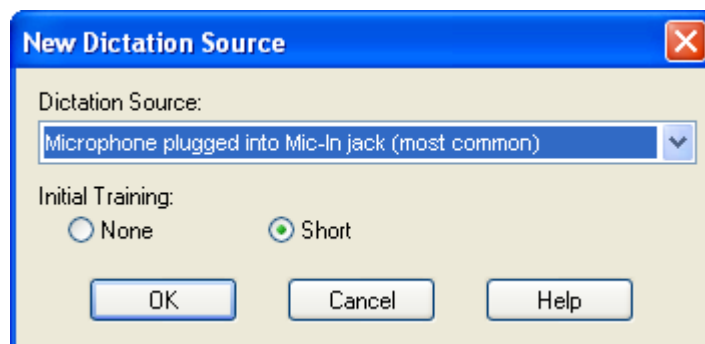 New Dictation Source
Dictation Source:
Microphone plugged into Mic-In jack (most common)
Initial Training:
None Short
OK Cancel Help